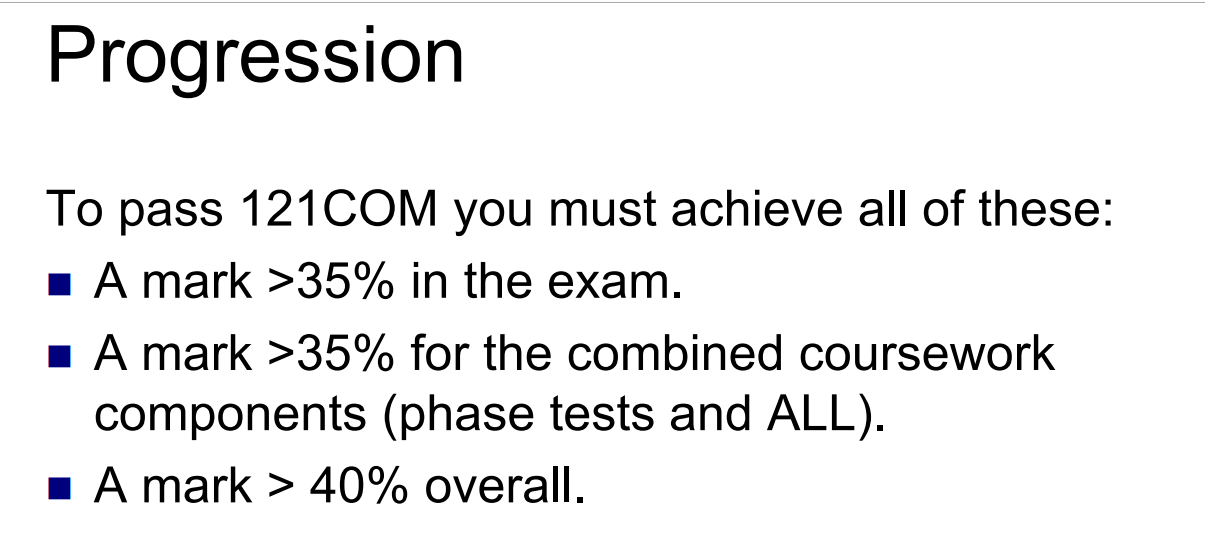 Progression
To pass 121COM you must achieve all of these:
■ A mark >35% in the exam.
■ A mark >35% for the combined coursework
components (phase tests and ALL).
■ A mark > 40% overall.